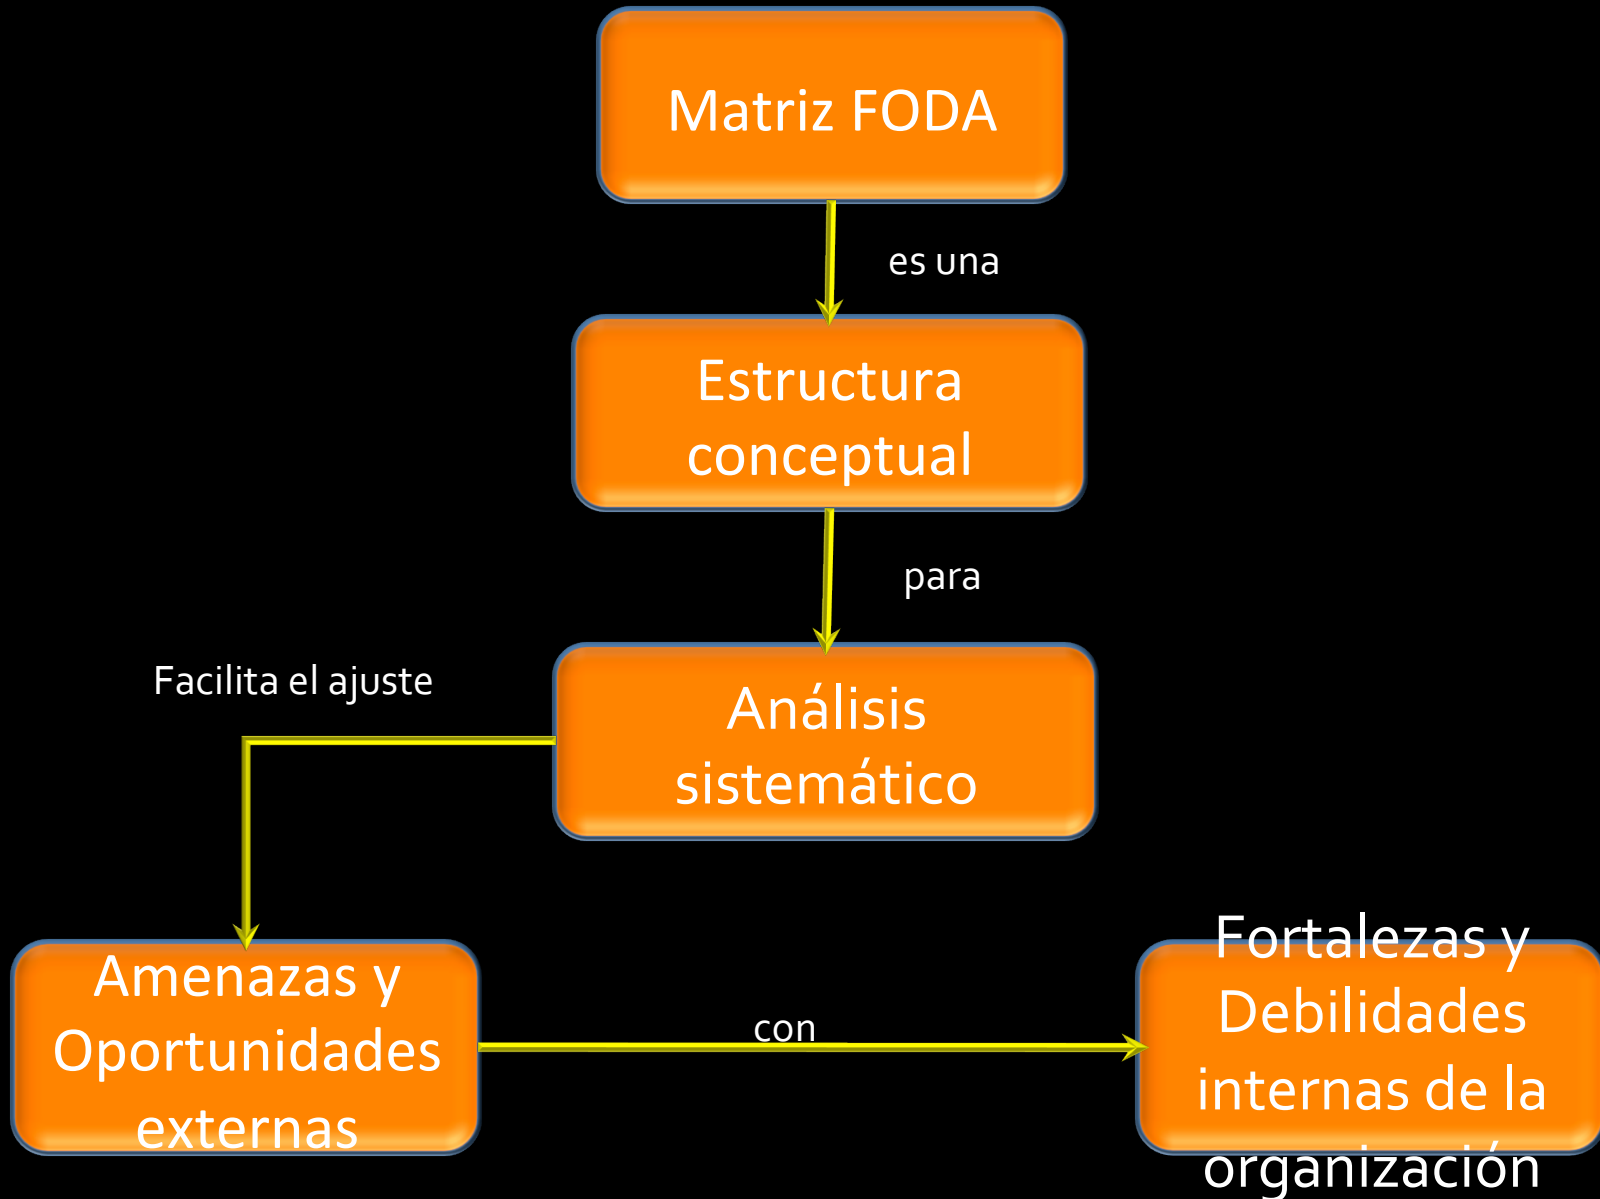 Matriz FODA
es una
Estructura
conceptual
para
Facilita el ajuste
Análisis
sistemático
Amenazas y
Oportunidades
externas
con
Fortalezas y
Debilidades
internas de la
organización